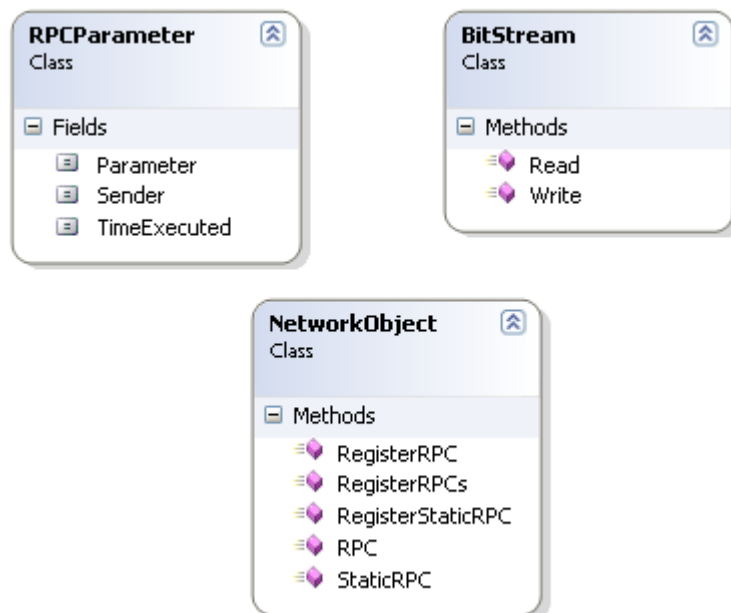 RPCParameter
Class
Fields
Parameter
Sender
TimeExecuted
BitStream
Class
Methods
Read
Write
NetworkObject
Class
Methods
RegisterRPC
RegisterRPCs
RegisterStaticRPC
RPC
StaticRPC